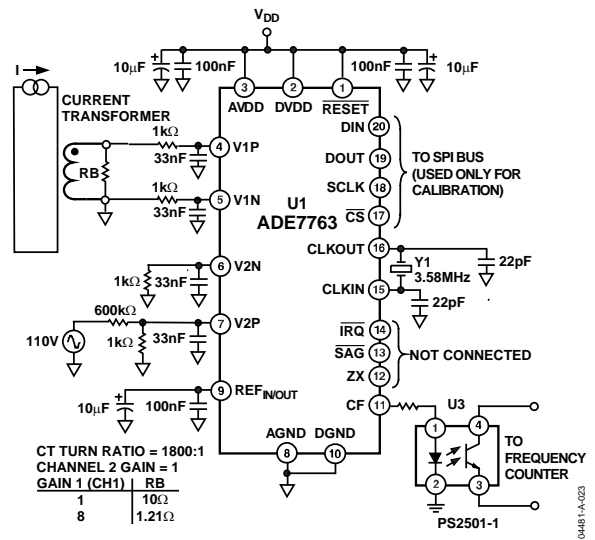 VDD
10µF
100nF
100nF
10µF
I
CURRENT
TRANSFORMER
RB
1kΩ
33nF
1kΩ
33nF
1kΩ
33nF
600kΩ
110V
1kΩ
33nF
10µF
100nF
3
AVDD
2
DVDD
1
RESET
4 V1P
5 V1N
6 V2N
7 V2P
9 REFIN/OUT
U1
ADE7763
DIN 20
DOUT 19
SCLK 18
CS 17
TO SPI BUS
(USED ONLY FOR
CALIBRATION)
CLKOUT 16
22pF
Y1
3.58MHz
CLKIN 15
22pF
IRQ 14
SAG 13
ZX 12
NOT CONNECTED
CF 11
AGND
8
DGND
10
U3
1
4
2
3
TO
FREQUENCY
COUNTER
PS2501-1
CT TURN RATIO = 1800:1
CHANNEL 2 GAIN = 1
GAIN 1 (CH1) RB
1 10Ω
8 1.21Ω
04481-A-023